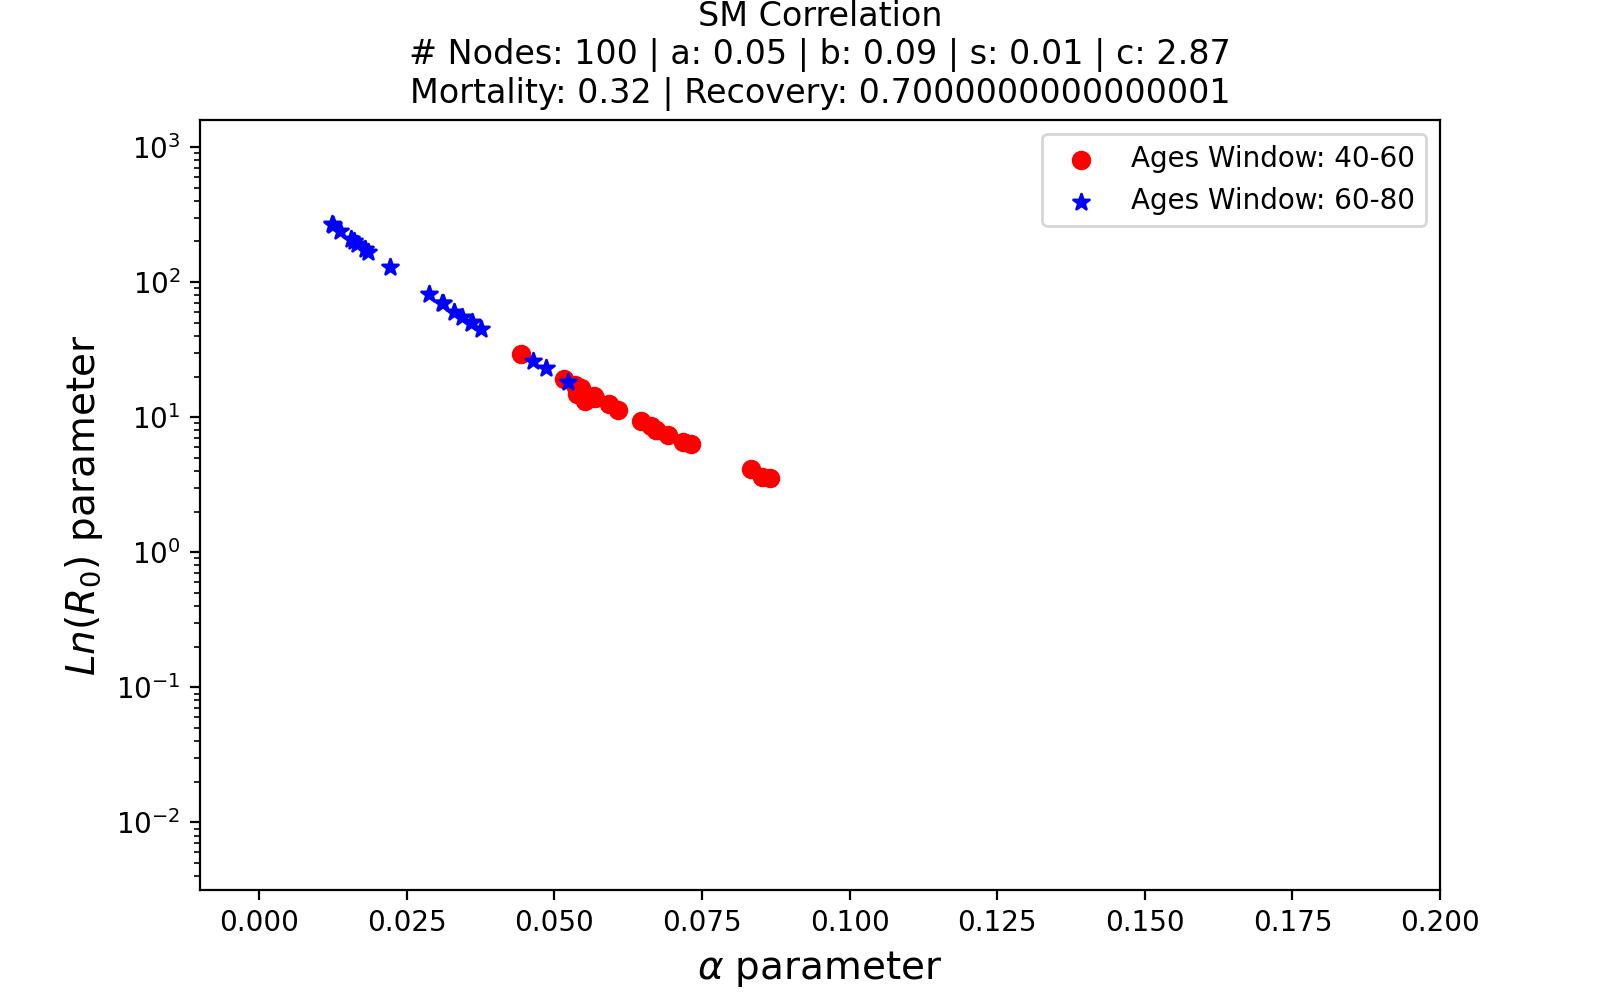 SM Correlation
# Nodes: 100 | a: 0.05 | b: 0.09 | s: 0.01 | c: 2.87
Mortality: 0.32 | Recovery: 0.7000000000000001
Ages Window: 40-60
Ages Window: 60-80
Ln(R₀) parameter
10³
10²
10¹
10⁰
10⁻¹
10⁻²
0.000 0.025 0.050 0.075 0.100 0.125 0.150 0.175 0.200
α parameter